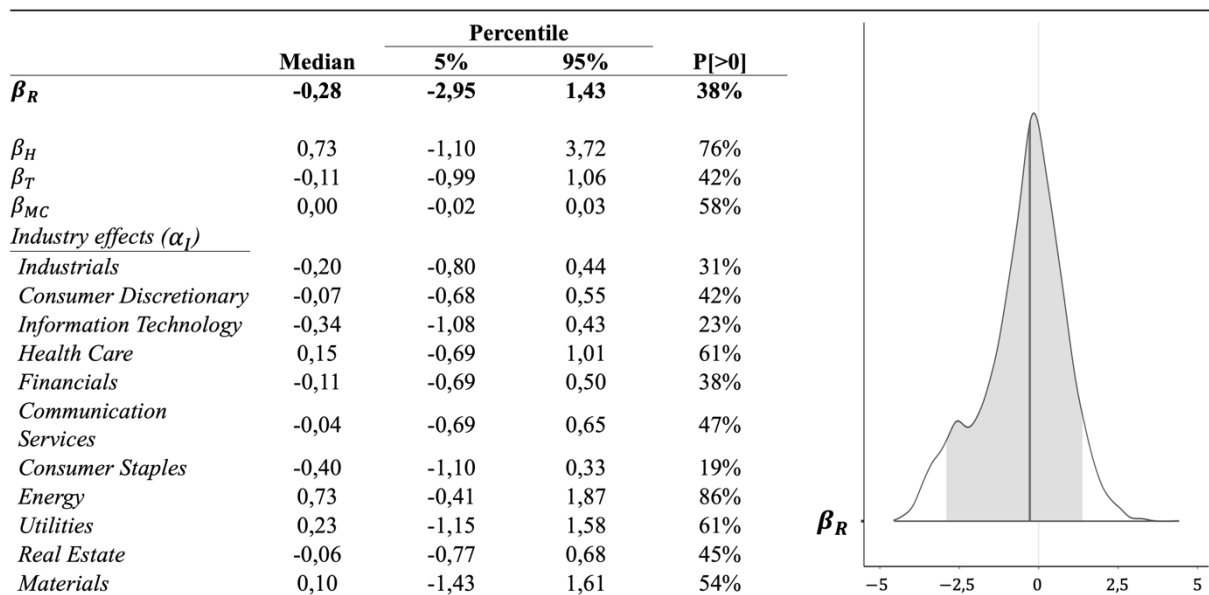 Percentile
Median 5% 95% P[>0]
β_R -0,28 -2,95 1,43 38%
β_H 0,73 -1,10 3,72 76%
β_T -0,11 -0,99 1,06 42%
β_MC 0,00 -0,02 0,03 58%
Industry effects (α_I)
Industrials -0,20 -0,80 0,44 31%
Consumer Discretionary -0,07 -0,68 0,55 42%
Information Technology -0,34 -1,08 0,43 23%
Health Care 0,15 -0,69 1,01 61%
Financials -0,11 -0,69 0,50 38%
Communication
Services -0,04 -0,69 0,65 47%
Consumer Staples -0,40 -1,10 0,33 19%
Energy 0,73 -0,41 1,87 86%
Utilities 0,23 -1,15 1,58 61%
Real Estate -0,06 -0,77 0,68 45%
Materials 0,10 -1,43 1,61 54%
β_R
−5 −2,5 0 2,5 5